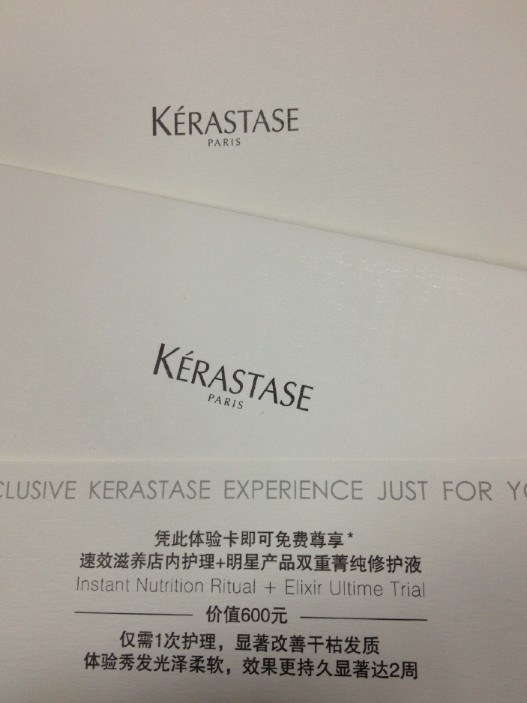 KÉRASTASE
PARIS
KÉRASTASE
PARIS
CLUSIVE KERASTASE EXPERIENCE JUST FOR YO
凭此体验卡即可免费尊享*
速效滋养店内护理+明星产品双重菁纯修护液
Instant Nutrition Ritual + Elixir Ultime Trial
价值600元
仅需1次护理，显著改善干枯发质
体验秀发光泽柔软，效果更持久显著达2周